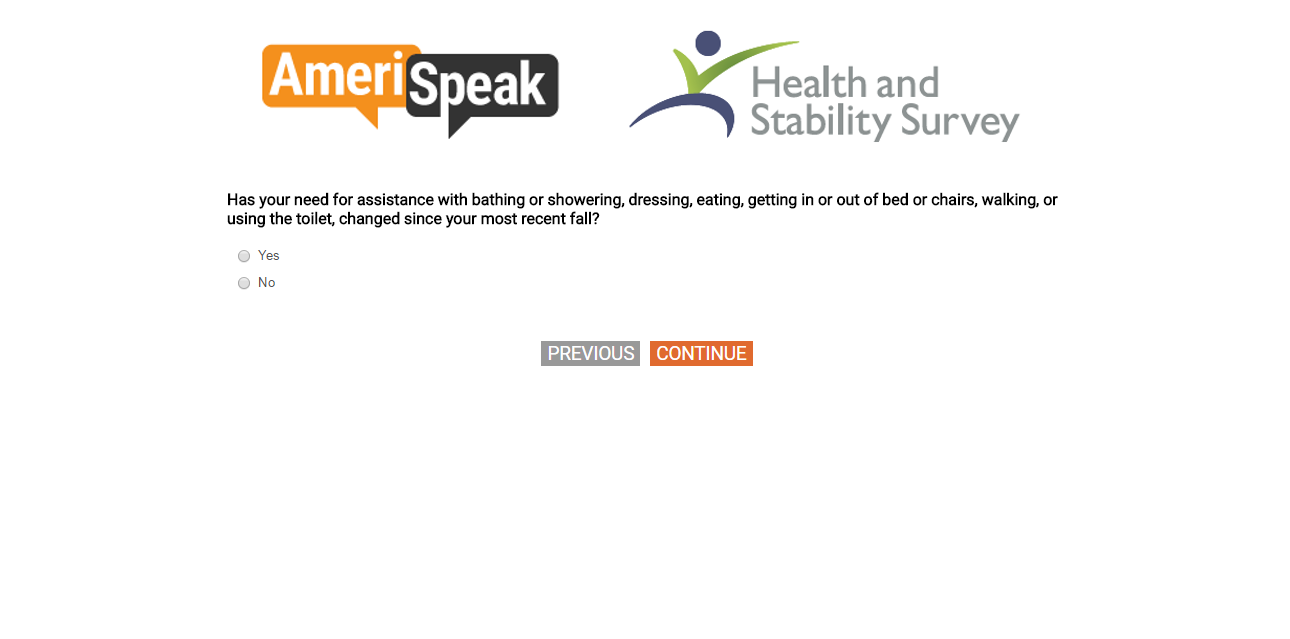 AmeriSpeak
Health and
Stability Survey
Has your need for assistance with bathing or showering, dressing, eating, getting in or out of bed or chairs, walking, or
using the toilet, changed since your most recent fall?
Yes
No
PREVIOUS CONTINUE